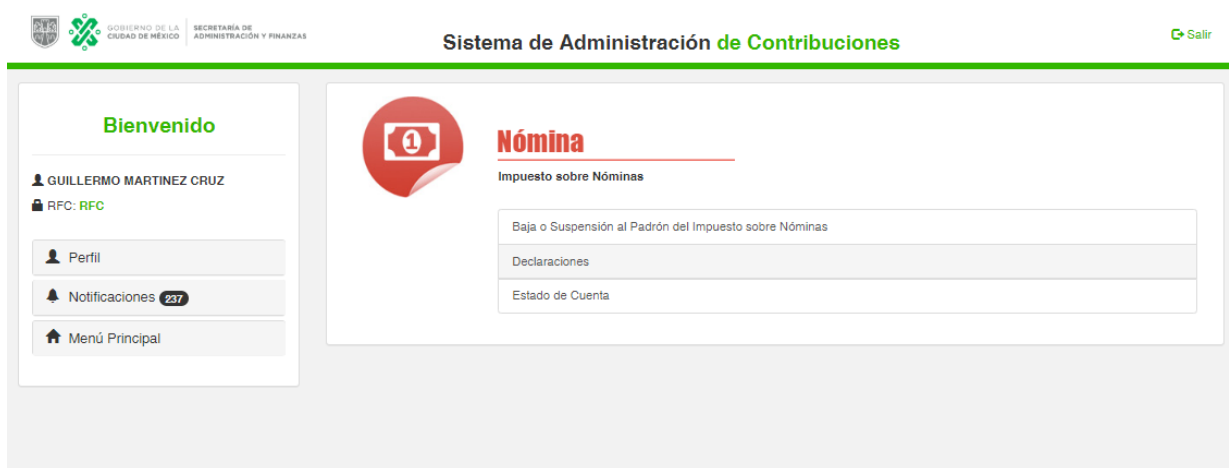 GOBIERNO DE LA
CIUDAD DE MÉXICO
SECRETARÍA DE
ADMINISTRACIÓN Y FINANZAS
Sistema de Administración de Contribuciones
Salir
Bienvenido
GUILLERMO MARTINEZ CRUZ
RFC: RFC
Perfil
Notificaciones 237
Menú Principal
1
Nómina
Impuesto sobre Nóminas
Baja o Suspensión al Padrón del Impuesto sobre Nóminas
Declaraciones
Estado de Cuenta